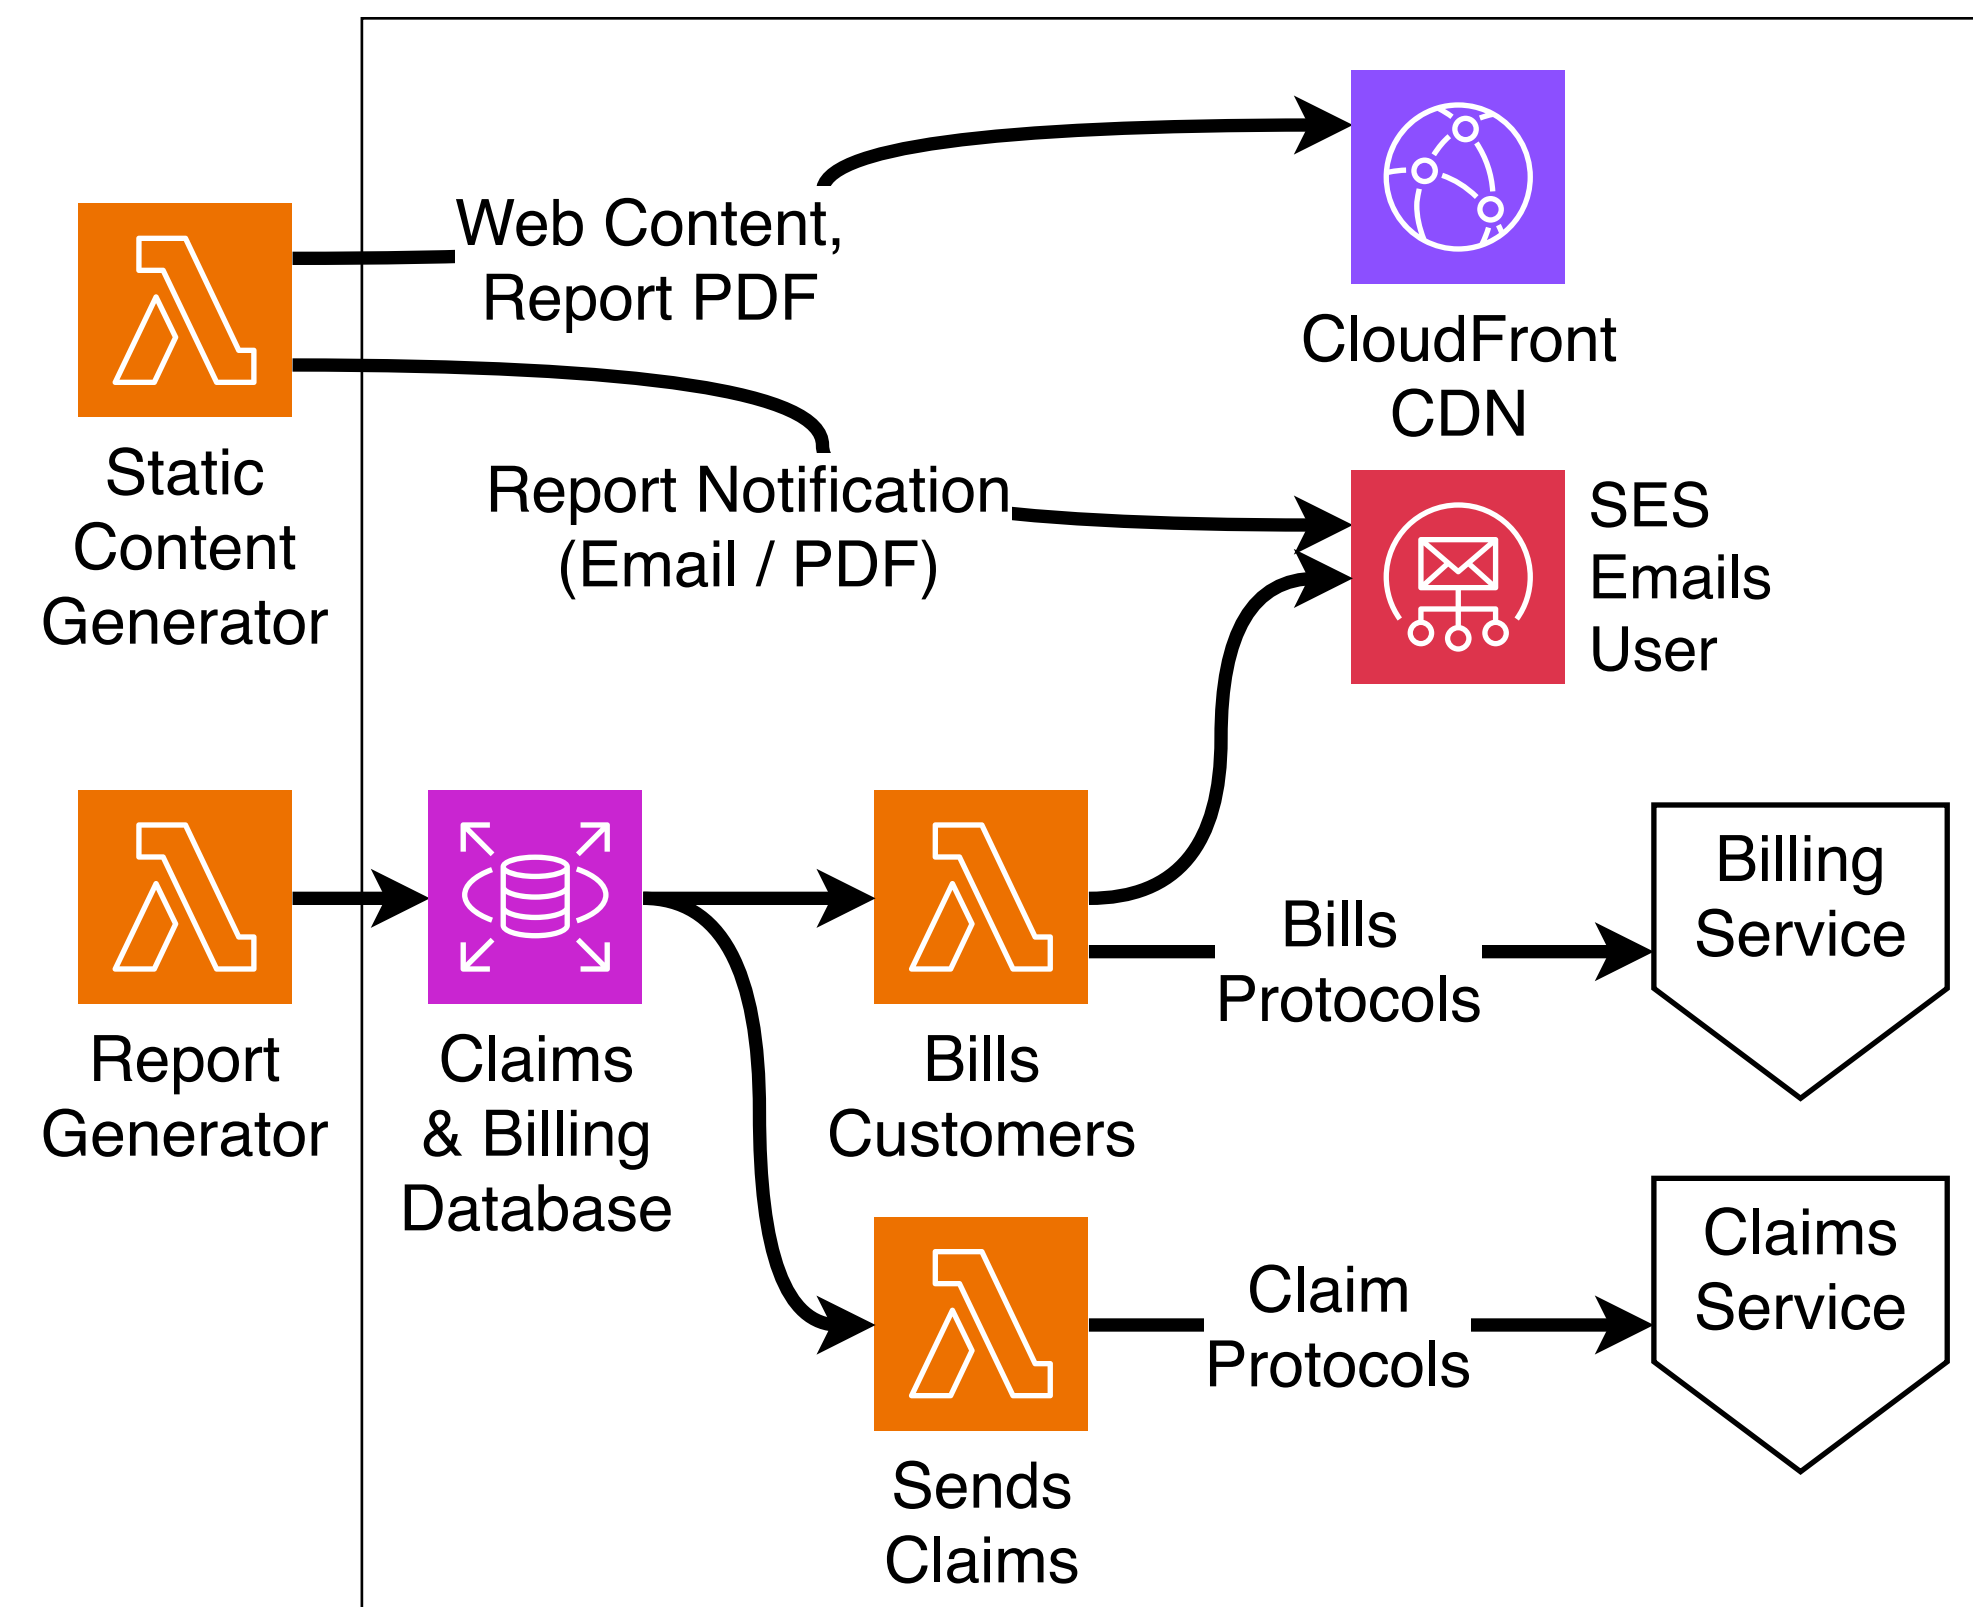 Web Content,
Report PDF
CloudFront
CDN
Static
Content
Generator
Report Notification
(Email / PDF)
SES
Emails
User
Report
Generator
Claims
& Billing
Database
Bills
Customers
Bills
Protocols
Billing
Service
Sends
Claims
Claim
Protocols
Claims
Service